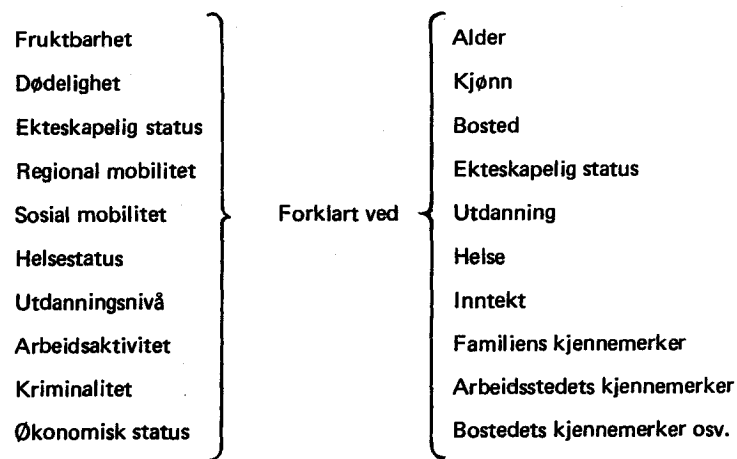 Fruktbarhet
Dødelighet
Ekteskapelig status
Regional mobilitet
Sosial mobilitet
Helsestatus
Utdanningsnivå
Arbeidsaktivitet
Kriminalitet
Økonomisk status
Forklart ved
Alder
Kjønn
Bosted
Ekteskapelig status
Utdanning
Helse
Inntekt
Familiens kjennemerker
Arbeidsstedets kjennemerker
Bostedets kjennemerker osv.